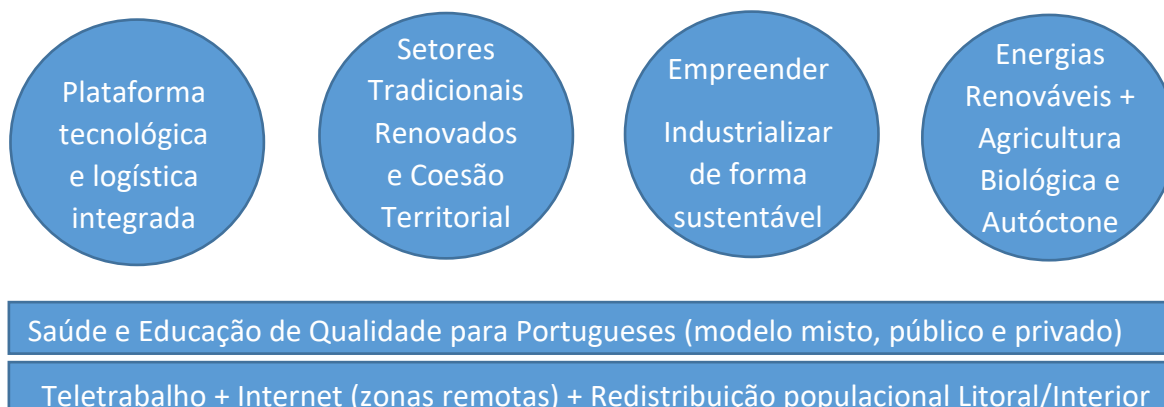 Plataforma
tecnológica
e logística
integrada
Setores
Tradicionais
Renovados
e Coesão
Territorial
Empreender
Industrializar
de forma
sustentável
Energias
Renováveis +
Agricultura
Biológica e
Autóctone
Saúde e Educação de Qualidade para Portugueses (modelo misto, público e privado)
Teletrabalho + Internet (zonas remotas) + Redistribuição populacional Litoral/Interior